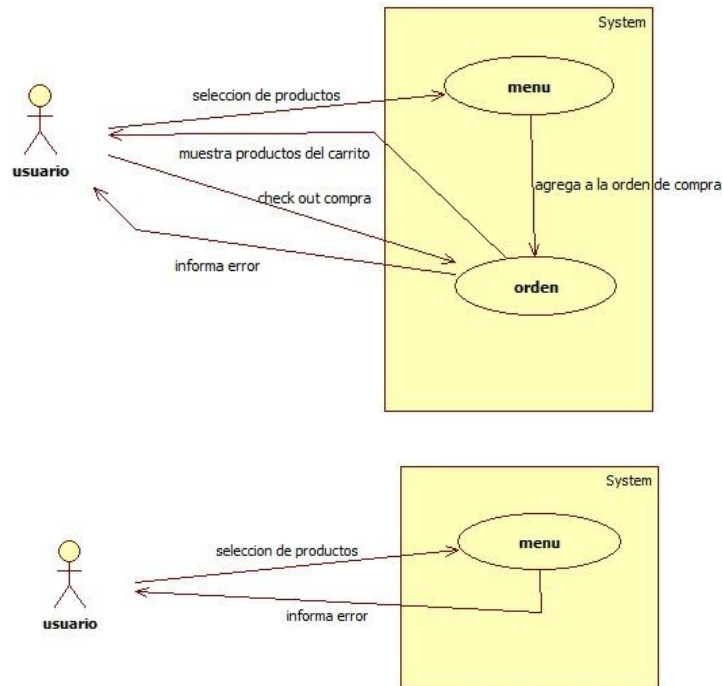 System
menu
seleccion de productos
muestra productos del carrito
usuario
agrega a la orden de compra
check out compra
informa error
orden
System
menu
seleccion de productos
informa error
usuario